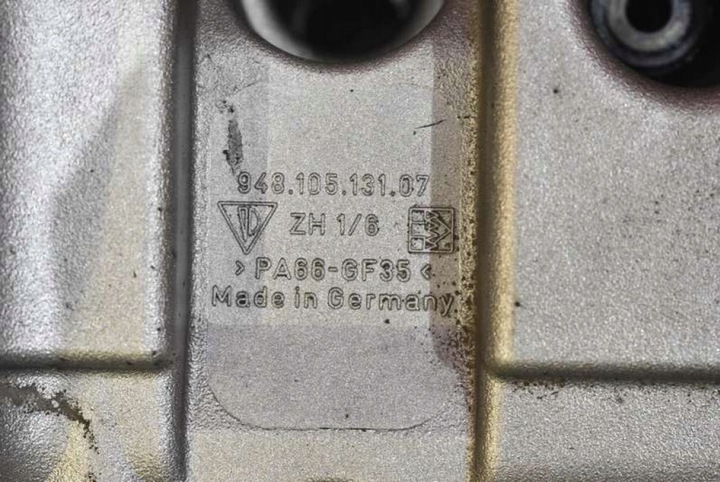 948.105.131.07
ZH 1/6
>PA66-GF35<
Made in Germany